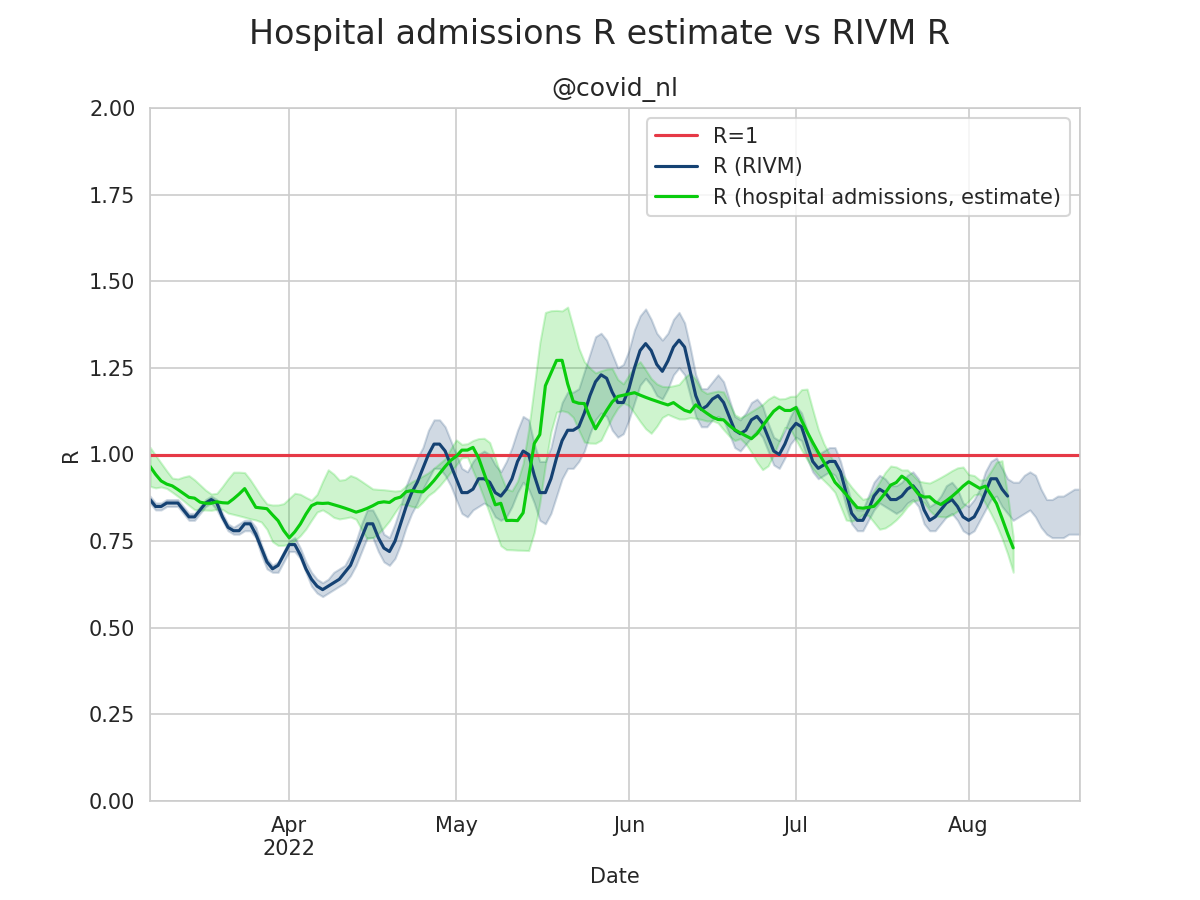 Hospital admissions R estimate vs RIVM R
@covid_nl
R=1
R (RIVM)
R (hospital admissions, estimate)
2.00
1.75
1.50
1.25
1.00
0.75
0.50
0.25
0.00
R
Apr
2022
May
Jun
Jul
Aug
Date